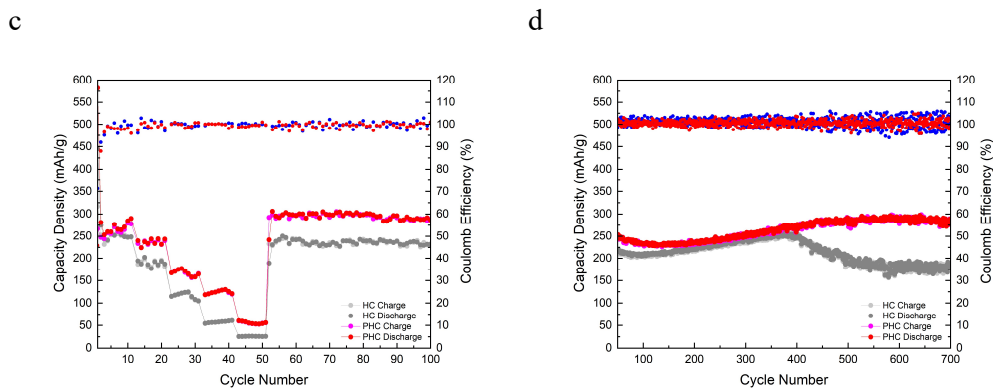 c
d
600
550
500
450
400
350
300
250
200
150
100
50
0
Capacity Density (mAh/g)
120
110
100
90
80
70
60
50
40
30
20
10
0
Coulomb Efficiency (%)
HC Charge
HC Discharge
PHC Charge
PHC Discharge
10 20 30 40 50 60 70 80 90 100
Cycle Number
600
550
500
450
400
350
300
250
200
150
100
50
0
Capacity Density (mAh/g)
120
110
100
90
80
70
60
50
40
30
20
10
0
Coulomb Efficiency (%)
HC Charge
HC Disohargе
PHC Charge
PHC Discharge
100 200 300 400 500 600 700
Cycle Number